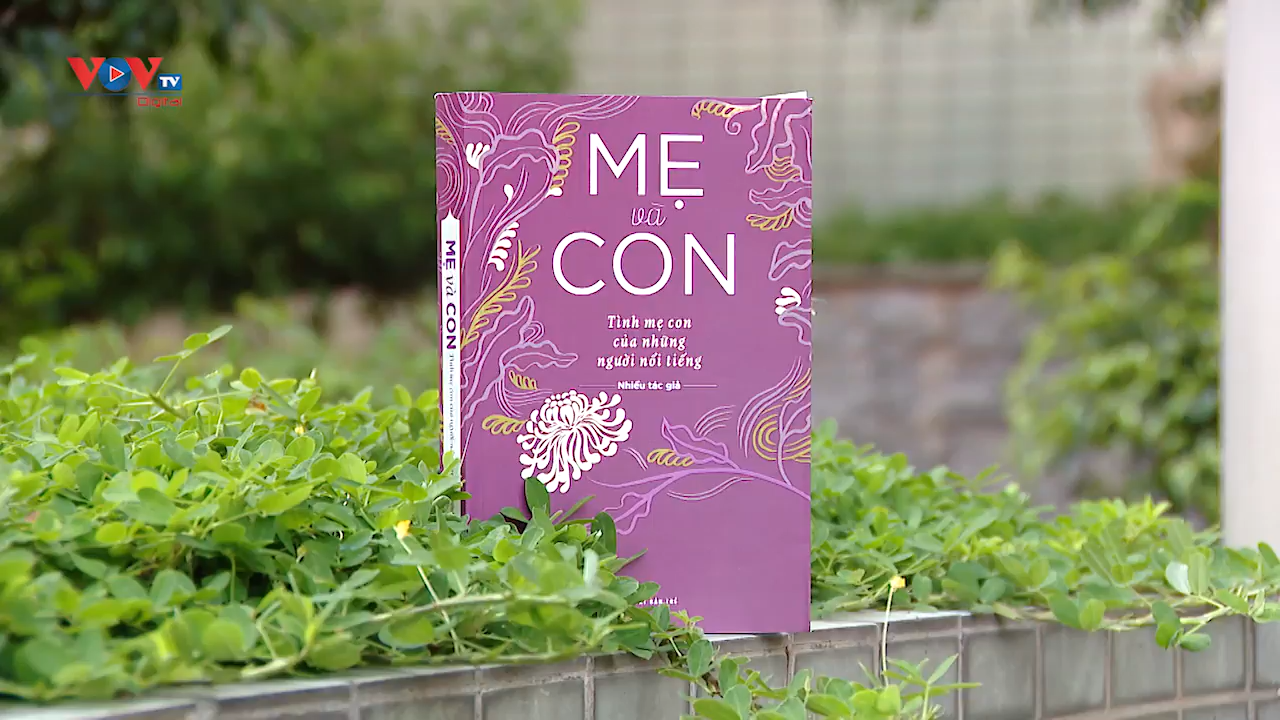 VOV TV
Digital
MẸ
và
CON
Tình mẹ con
của những
người nổi tiếng
Nhiều tác giả
MẸ và CON